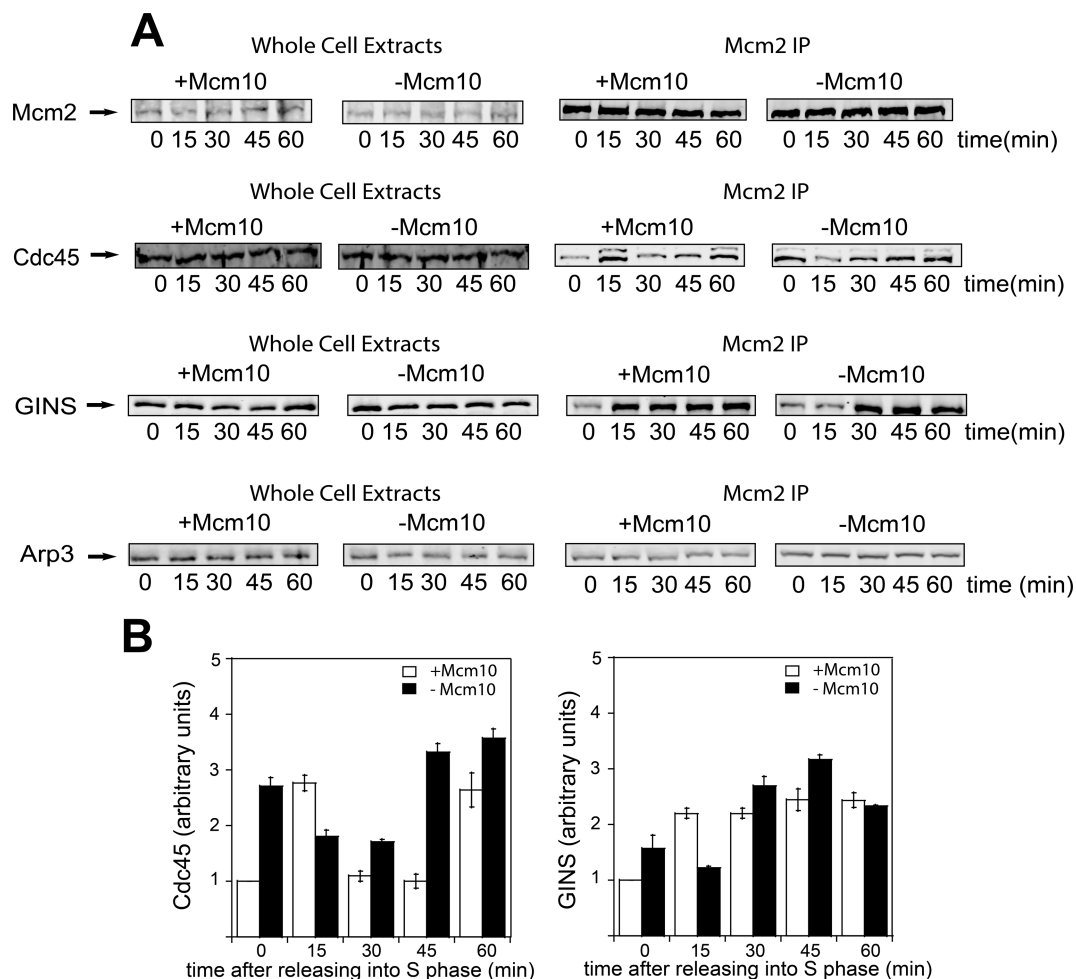 A
Whole Cell Extracts Mcm2 IP
+Mcm10 -Mcm10 +Mcm10 -Mcm10
Mcm2
0 15 30 45 60 0 15 30 45 60 0 15 30 45 60 0 15 30 45 60 time(min)
Whole Cell Extracts Mcm2 IP
+Mcm10 -Mcm10 +Mcm10 -Mcm10
Cdc45
0 15 30 45 60 0 15 30 45 60 0 15 30 45 60 0 15 30 45 60 time(min)
Whole Cell Extracts Mcm2 IP
+Mcm10 -Mcm10 +Mcm10 -Mcm10
GINS
0 15 30 45 60 0 15 30 45 60 0 15 30 45 60 0 15 30 45 60 time(min)
Whole Cell Extracts Mcm2 IP
+Mcm10 -Mcm10 +Mcm10 -Mcm10
Arp3
0 15 30 45 60 0 15 30 45 60 0 15 30 45 60 0 15 30 45 60 time (min)
B
Cdc45 (arbitrary units)
5
4
3
2
1
+Mcm10
- Mcm10
0 15 30 45 60
time after releasing into S phase (min)
GINS (arbitrary units)
5
4
3
2
1
+Mcm10
- Mcm10
0 15 30 45 60
time after releasing into S phase (min)